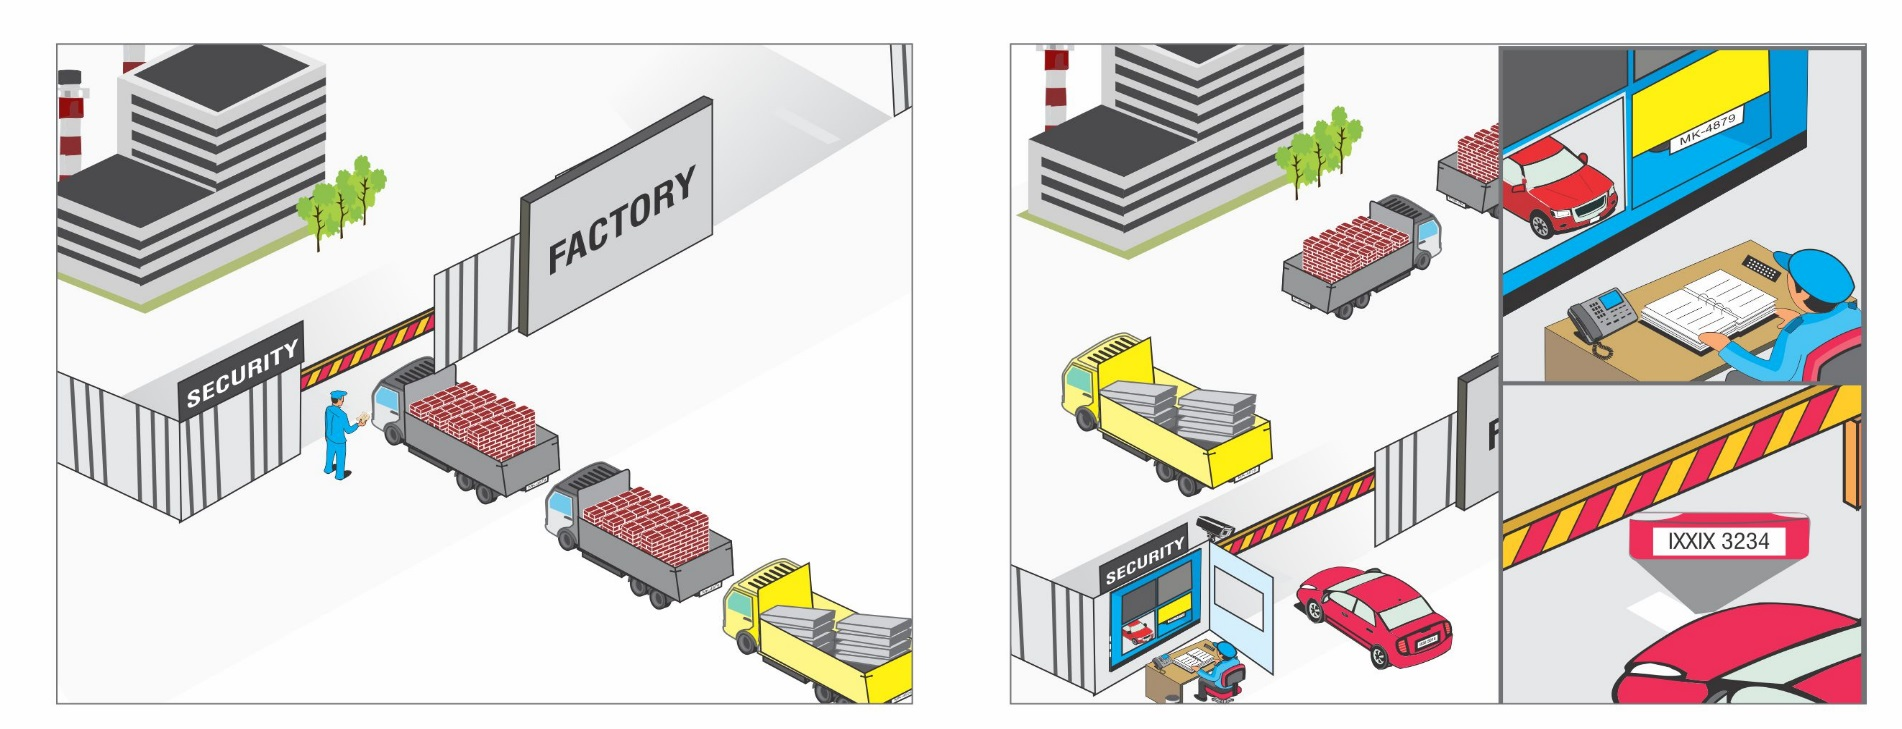 FACTORY
SECURITY
SECURITY
F
MK-4879
IXXIX 3234